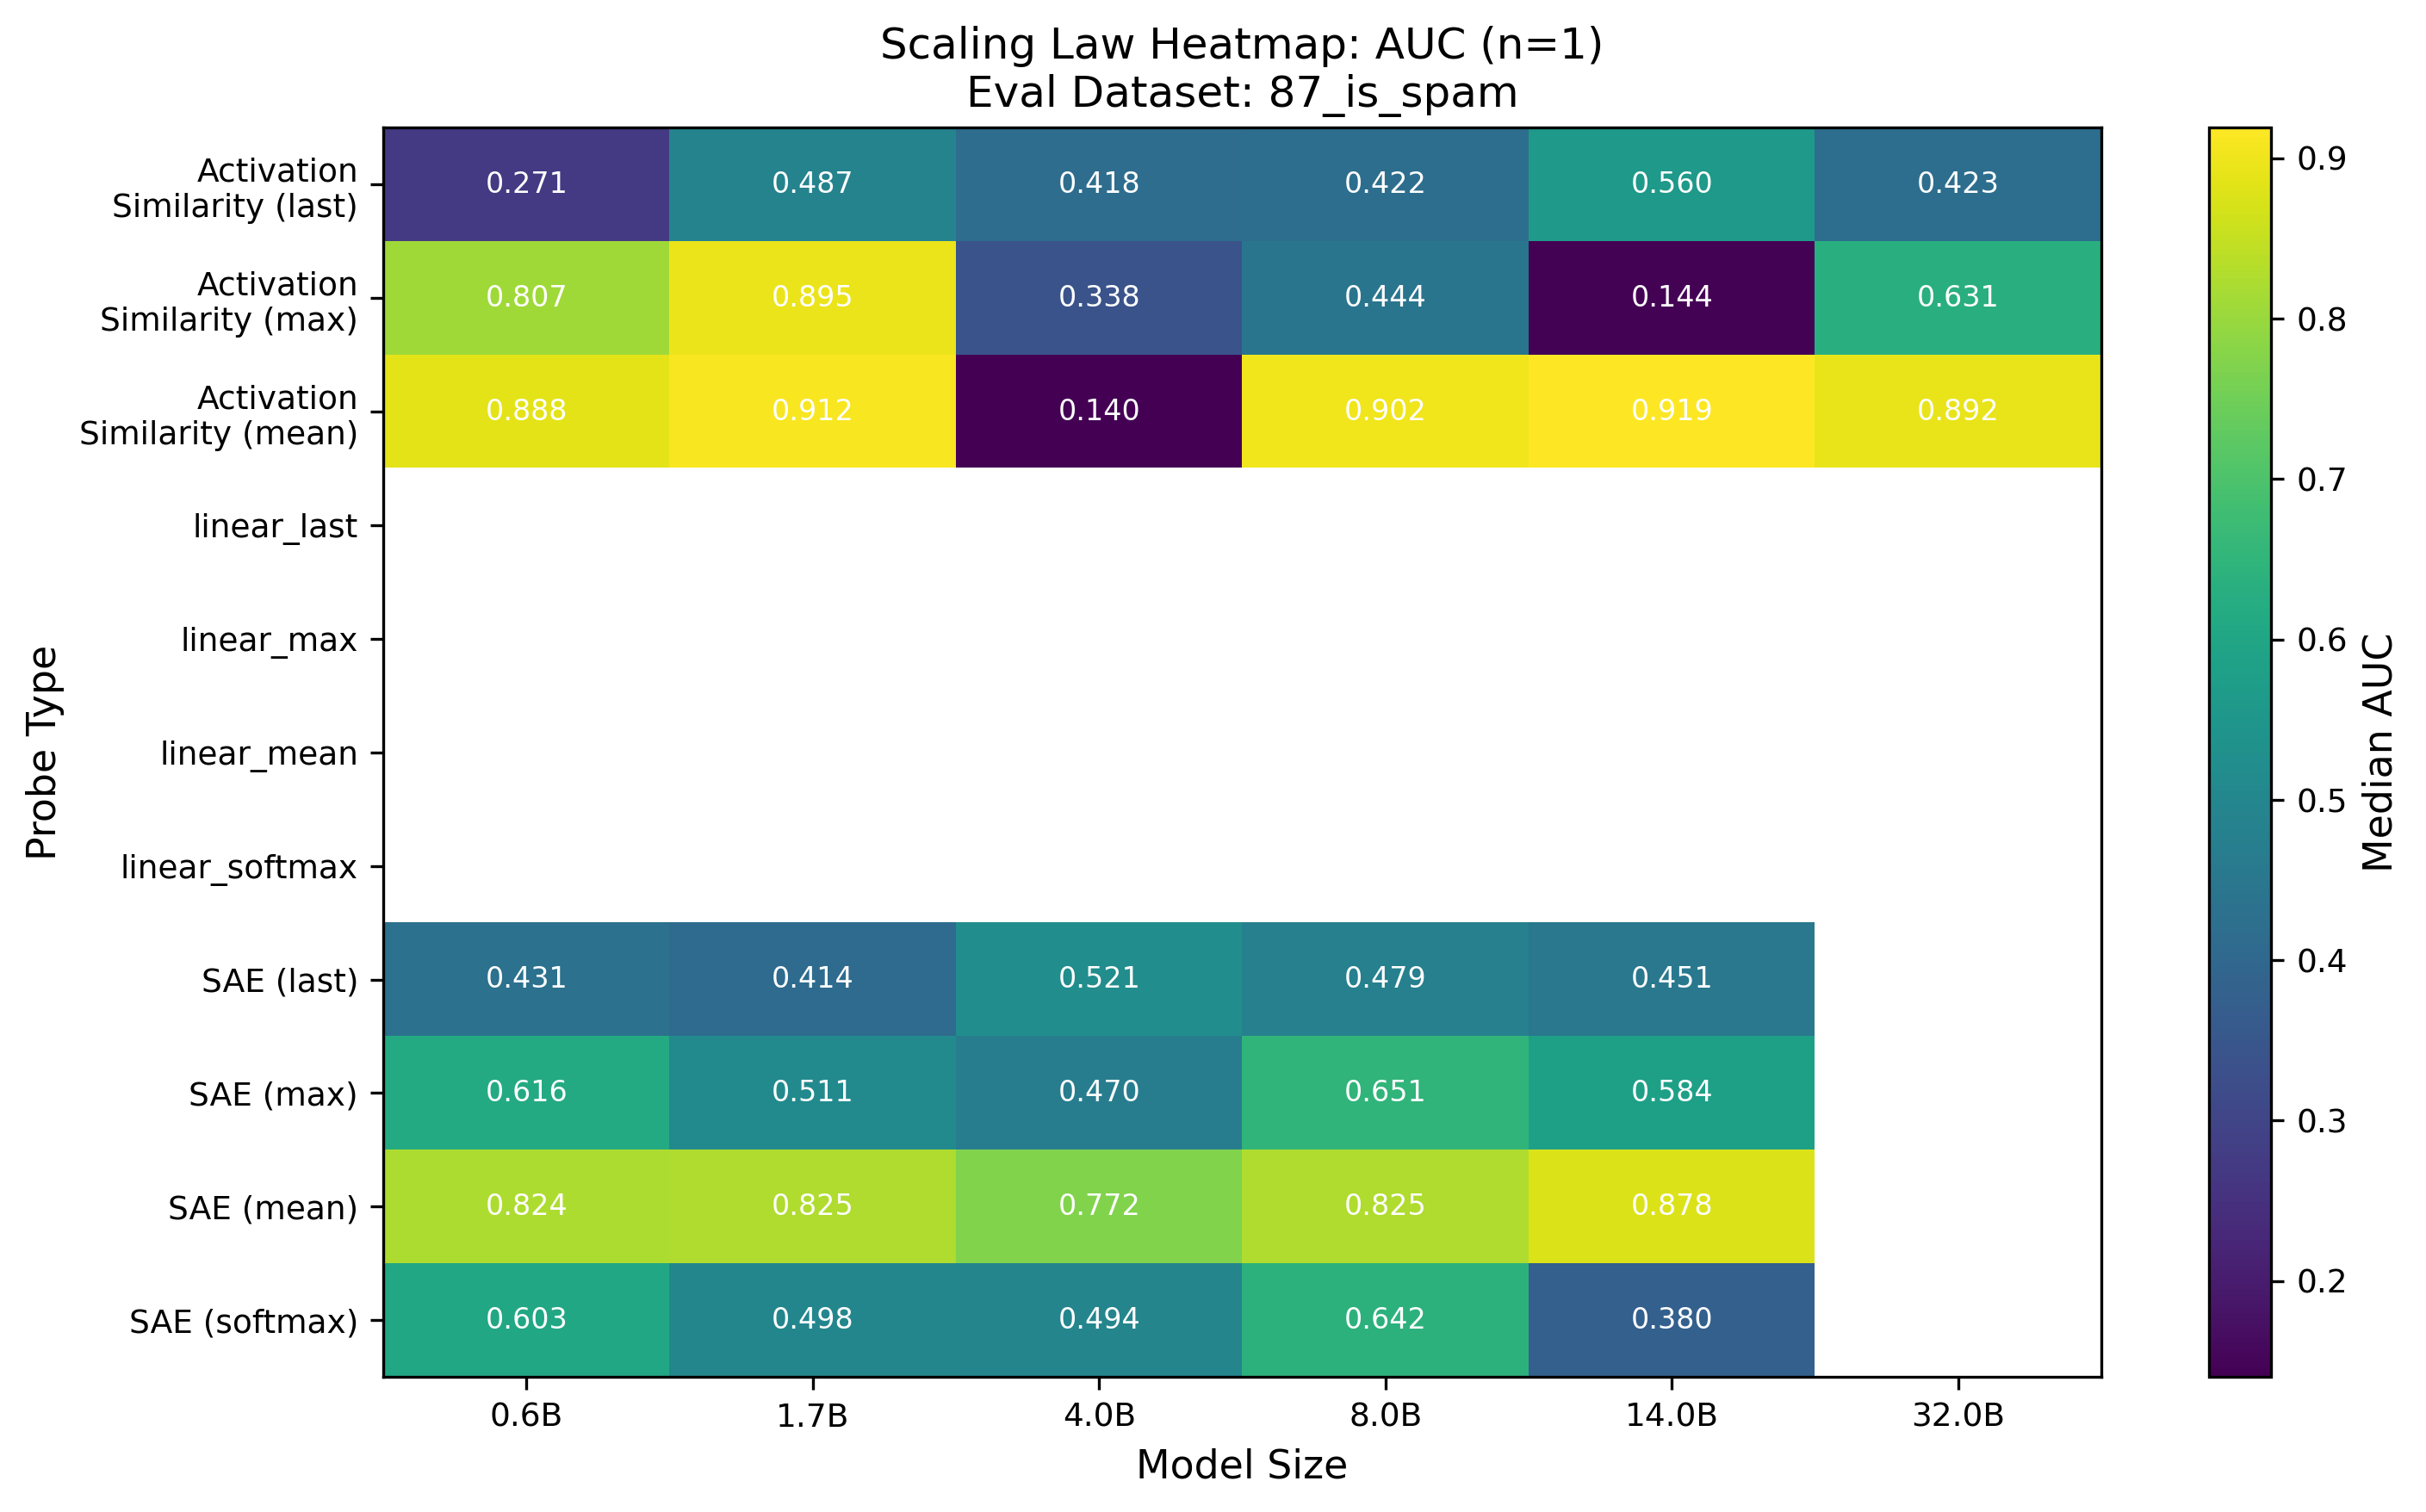 Scaling Law Heatmap: AUC (n=1)
Eval Dataset: 87_is_spam
Probe Type
Activation
Similarity (last)
0.271 0.487 0.418 0.422 0.560 0.423
Activation
Similarity (max)
0.807 0.895 0.338 0.444 0.144 0.631
Activation
Similarity (mean)
0.888 0.912 0.140 0.902 0.919 0.892
linear_last
linear_max
linear_mean
linear_softmax
SAE (last) 0.431 0.414 0.521 0.479 0.451
SAE (max) 0.616 0.511 0.470 0.651 0.584
SAE (mean) 0.824 0.825 0.772 0.825 0.878
SAE (softmax) 0.603 0.498 0.494 0.642 0.380
0.6B 1.7B 4.0B 8.0B 14.0B 32.0B
Model Size
0.9
0.8
0.7
0.6
0.5
0.4
0.3
0.2
Median AUC